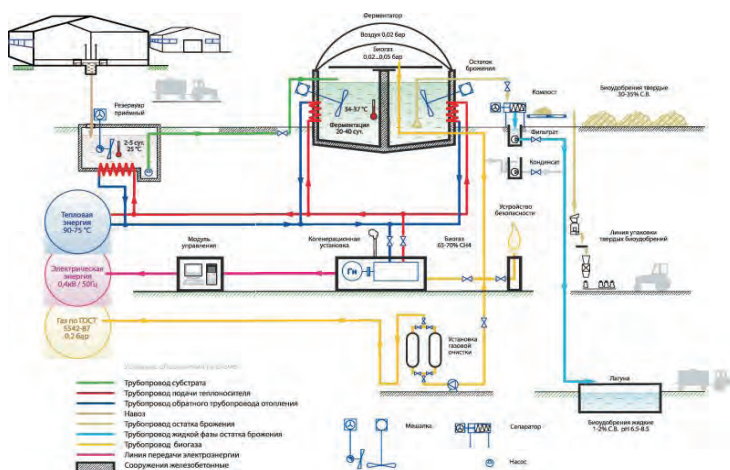 Ферментатор
Воздух 0,02 бар
Биогаз
0,02...0,05 бар
Остаток
брожения
Резервуар
приёмный
2-5 сут.
25 °С
34-37 °С
Ферментация
20-40 сут.
Компост
Биоудобрения твердые
30-35% С.В.
Фильтрат
Конденсат
Тепловая
энергия
90-75 °С
Модуль
управления
Когенерационная
установка
Биогаз
65-70% CH4
Устройство
безопасности
Линия упаковки
твердых биоудобрений
Электрическая
энергия
0,4кВ / 50Гц
Гн
Газ по ГОСТ
5542-87
0,2 бар
Установка
газовой
очистки
Лагуна
Биоудобрения жидкие
1-2% С.В. pH 6.5-8.5
Трубопровод субстрата
Трубопровод подачи теплоносителя
Трубопровод обратного трубопровода отопления
Навоз
Трубопровод остатка брожения
Трубопровод жидкой фазы остатка брожения
Трубопровод биогаза
Линия передачи электроэнергии
Сооружения железобетонные
Мешалка
Сепаратор
Насос